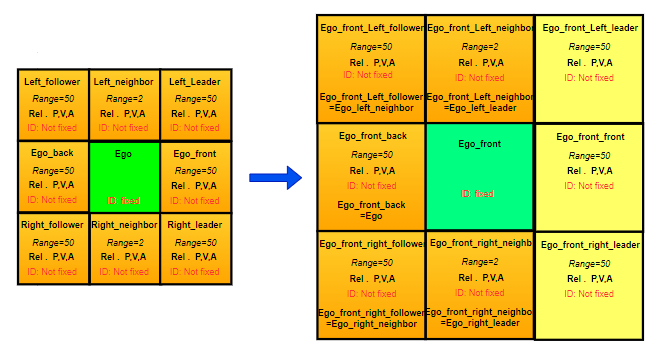 Left_follower
Range=50
Rel . P,V,A
ID: Not fixed
Left_neighbor
Range=2
Rel . P,V,A
ID: Not fixed
Left_Leader
Range=50
Rel . P,V,A
ID: Not fixed
Ego_back
Range=50
Rel . P,V,A
ID: Not fixed
Ego
ID: fixed
Ego_front
Range=50
Rel . P,V,A
ID: Not fixed
Right_follower
Range=50
Rel . P,V,A
ID: Not fixed
Right_neighbor
Range=2
Rel . P,V,A
ID: Not fixed
Right_leader
Range=50
Rel . P,V,A
ID: Not fixed
Ego_front_Left_follower
Range=50
Rel . P,V,A
ID: Not fixed
Ego_front_Left_follower
=Ego_left_neighbor
Ego_front_Left_neighbor
Range=2
Rel . P,V,A
ID: Not fixed
Ego_front_Left_neighbor
=Ego_left_leader
Ego_front_Left_leader
Range=50
Rel . P,V,A
ID: Not fixed
Ego_front_back
Range=50
Rel . P,V,A
ID: Not fixed
Ego_front_back
=Ego
Ego_front
ID: fixed
Ego_front_front
Range=50
Rel . P,V,A
ID: Not fixed
Ego_front_right_follower
Range=50
Rel . P,V,A
ID: Not fixed
Ego_front_right_follower
=Ego_right_neighbor
Ego_front_right_neighb
Range=2
Rel . P,V,A
ID: Not fixed
Ego_front_right_neighbor
=Ego_right_leader
Ego_front_right_leader
Range=50
Rel . P,V,A
ID: Not fixed